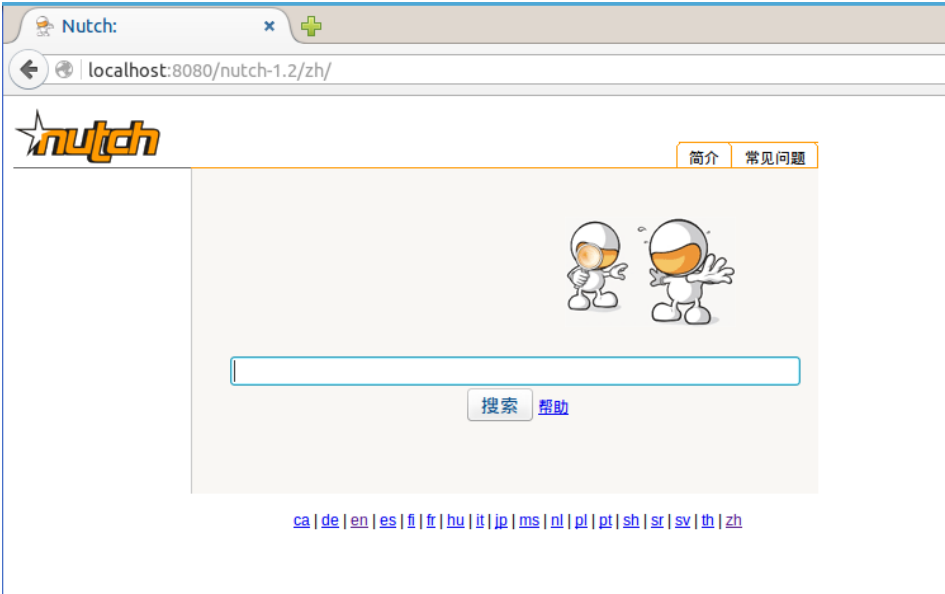 Nutch:
localhost:8080/nutch-1.2/zh/
nutch
简介 常见问题
搜索 帮助
ca | de | en | es | fi | fr | hu | it | jp | ms | nl | pl | pt | sh | sr | sv | th | zh